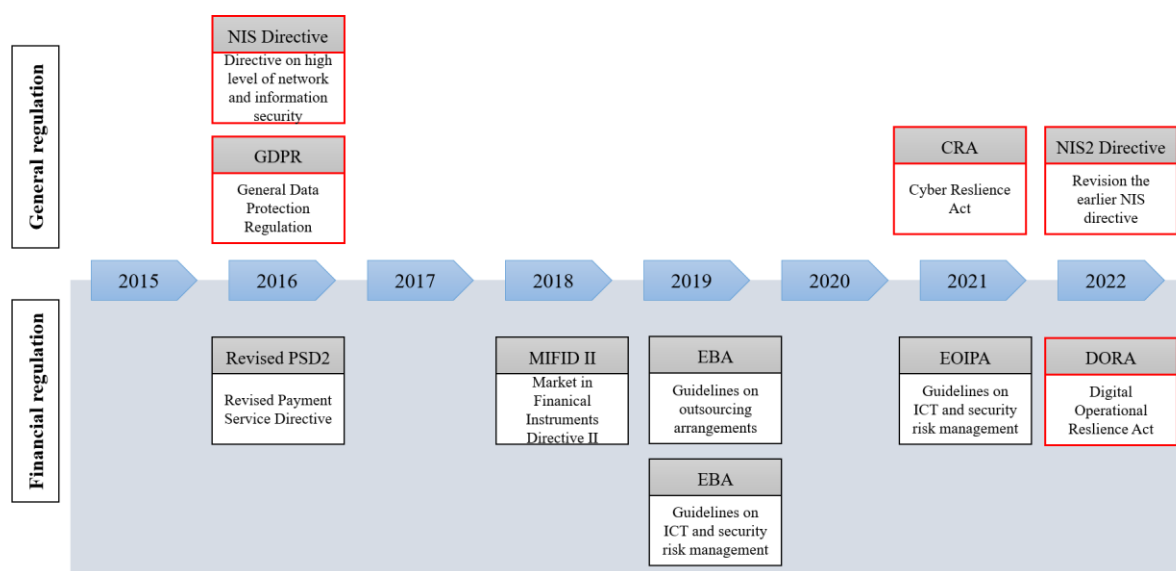 General regulation
NIS Directive
Directive on high
level of network
and information
security
GDPR
General Data
Protection
Regulation
CRA
Cyber Reslience
Act
NIS2 Directive
Revision the
earlier NIS
directive
2015
2016
2017
2018
2019
2020
2021
2022
Financial regulation
Revised PSD2
Revised Payment
Service Directive
MIFID II
Market in
Finanical
Instruments
Directive II
EBA
Guidelines on
outsourcing
arrangements
EBA
Guidelines on
ICT and security
risk management
EOIPA
Guidelines on
ICT and security
risk management
DORA
Digital
Operational
Reslience Act